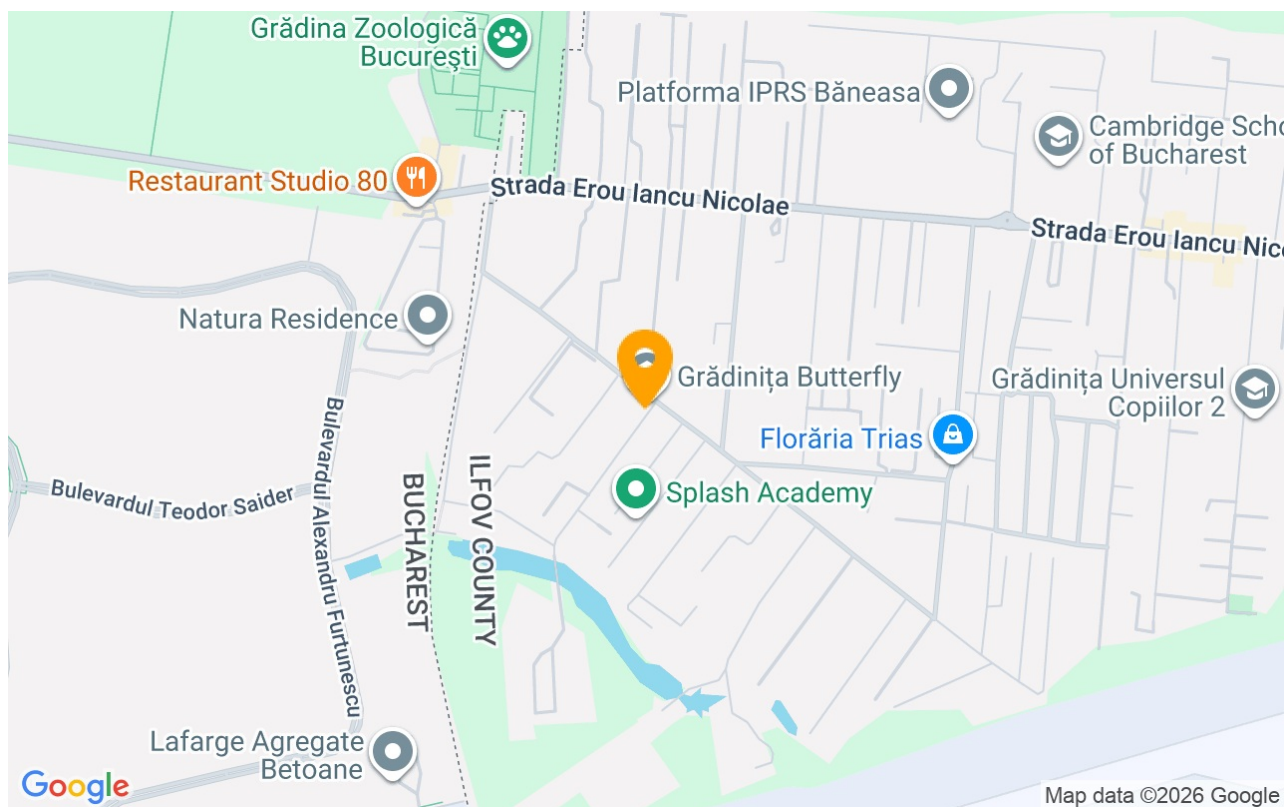 Grădina Zoologică
Bucureşti
Platforma IPRS Băneasa
Cambridge Scho
of Bucharest
Restaurant Studio 80
Strada Erou Iancu Nicolae
Strada Erou Iancu Nico
Natura Residence
Grădinița Butterfly
Grădinița Universul
Copiilor 2
Florăria Trias
Bulevardul Teodor Saider
Bulevardul Alexandru Furtunescu
BUCHAREST
ILFOV COUNTY
Splash Academy
Lafarge Agregate
Betoane
Google
Map data ©2026 Google